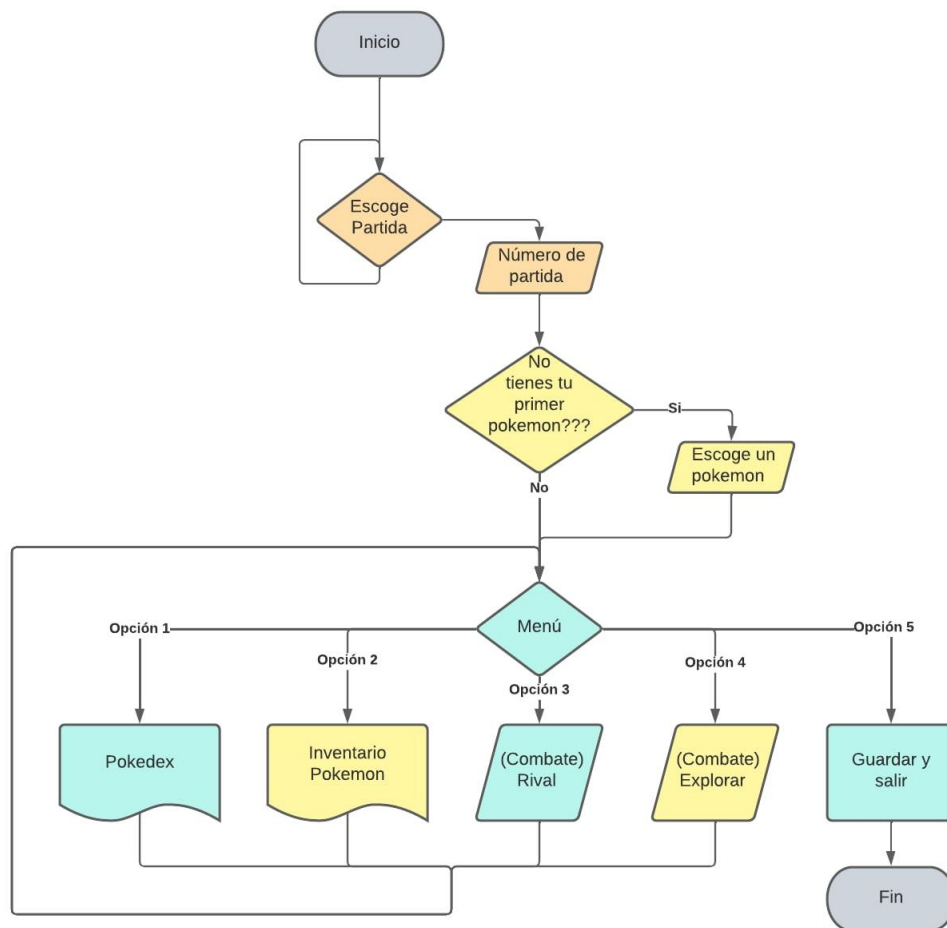 Inicio
Escoge
Partida
Número de
partida
No
tienes tu
primer
pokemon???
Si
Escoge un
pokemon
No
Menú
Opción 1
Opción 2
Opción 3
Opción 4
Opción 5
Pokedex
Inventario
Pokemon
(Combate)
Rival
(Combate)
Explorar
Guardar y
salir
Fin